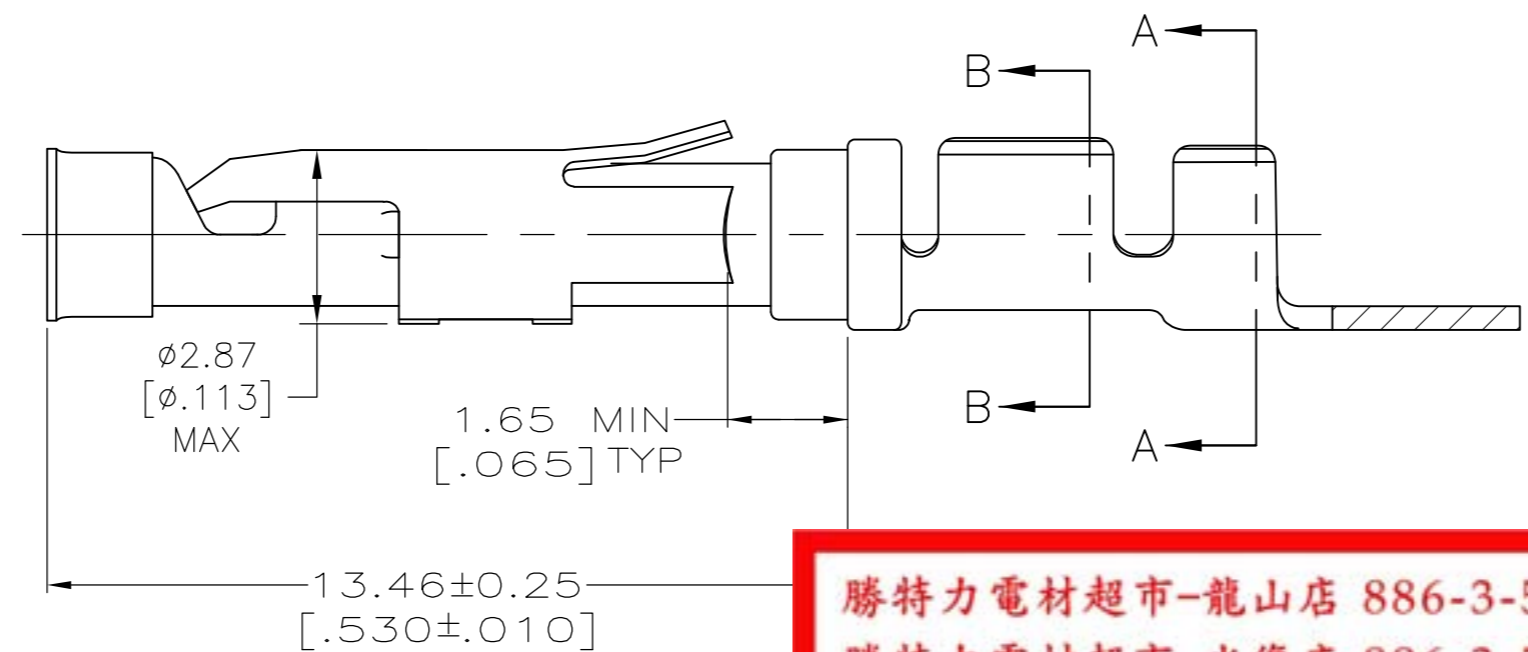 A
B
ø2.87
[ø.113]
MAX
1.65 MIN
[.065] TYP
B
A
13.46±0.25
[.530±.010]
勝特力電材超市-龍山店 886-3-5